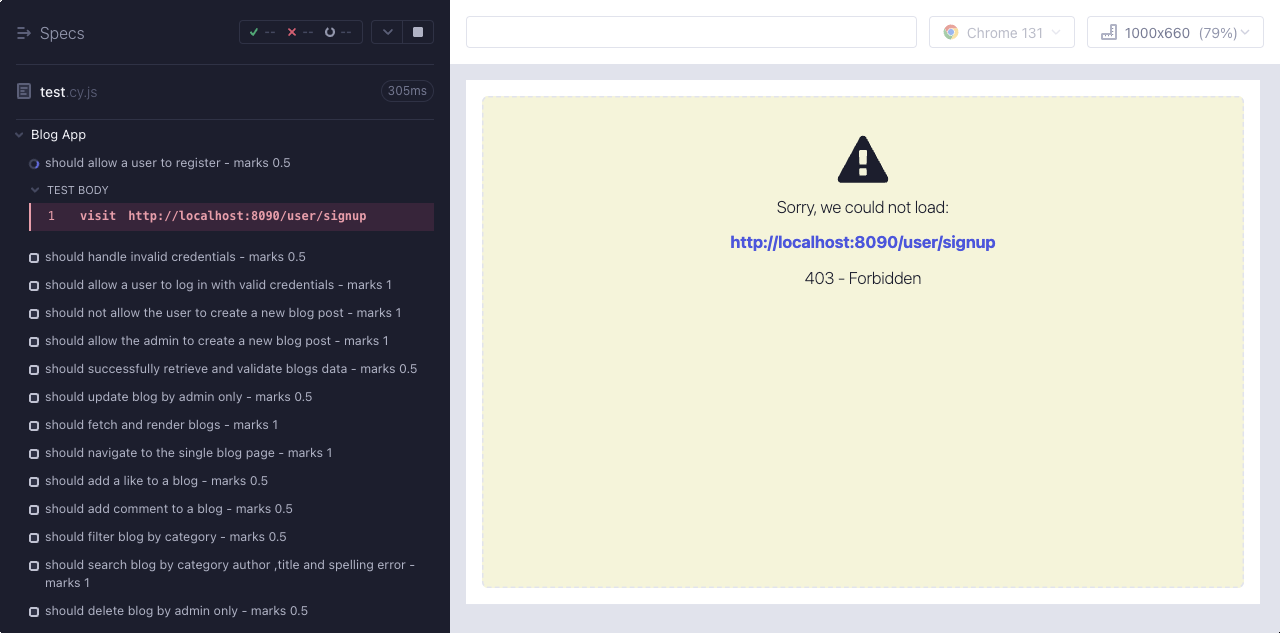 Specs
-- -- --
test.cy.js
305ms
Blog App
should allow a user to register - marks 0.5
TEST BODY
1 visit http://localhost:8090/user/signup
should handle invalid credentials - marks 0.5
should allow a user to log in with valid credentials - marks 1
should not allow the user to create a new blog post - marks 1
should allow the admin to create a new blog post - marks 1
should successfully retrieve and validate blogs data - marks 0.5
should update blog by admin only - marks 0.5
should fetch and render blogs - marks 1
should navigate to the single blog page - marks 1
should add a like to a blog - marks 0.5
should add comment to a blog - marks 0.5
should filter blog by category - marks 0.5
should search blog by category author ,title and spelling error -
marks 1
should delete blog by admin only - marks 0.5
Chrome 131
1000x660 (79%)
Sorry, we could not load:
http://localhost:8090/user/signup
403 - Forbidden